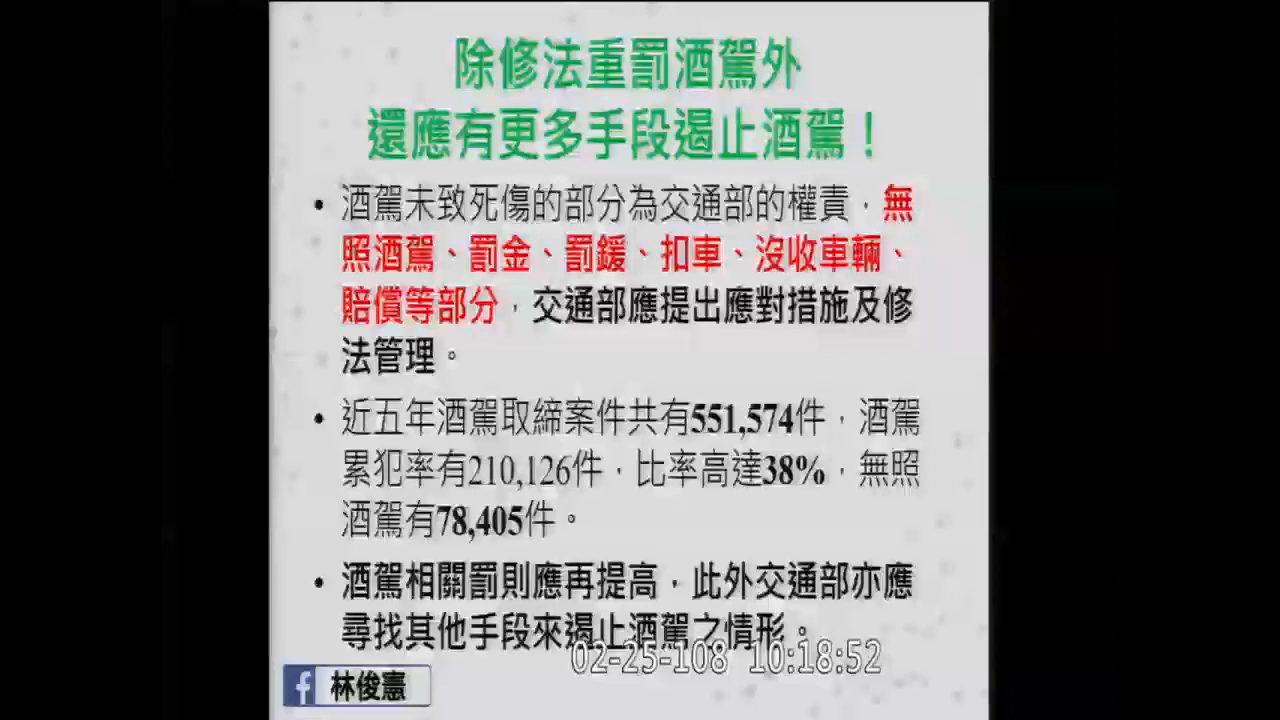 除修法重罰酒駕外
還應有更多手段遏止酒駕！
• 酒駕未致死傷的部分為交通部的權責，無
照酒駕、罰金、罰鍰、扣車、沒收車輛、
賠償等部分，交通部應提出應對措施及修
法管理。
• 近五年酒駕取締案件共有551,574件，酒駕
累犯率有210,126件，比率高達38%，無照
酒駕有78,405件。
• 酒駕相關罰則應再提高，此外交通部亦應
尋找其他手段來遏止酒駕之情形。
02-25-108 10:18:52
f 林俊憲